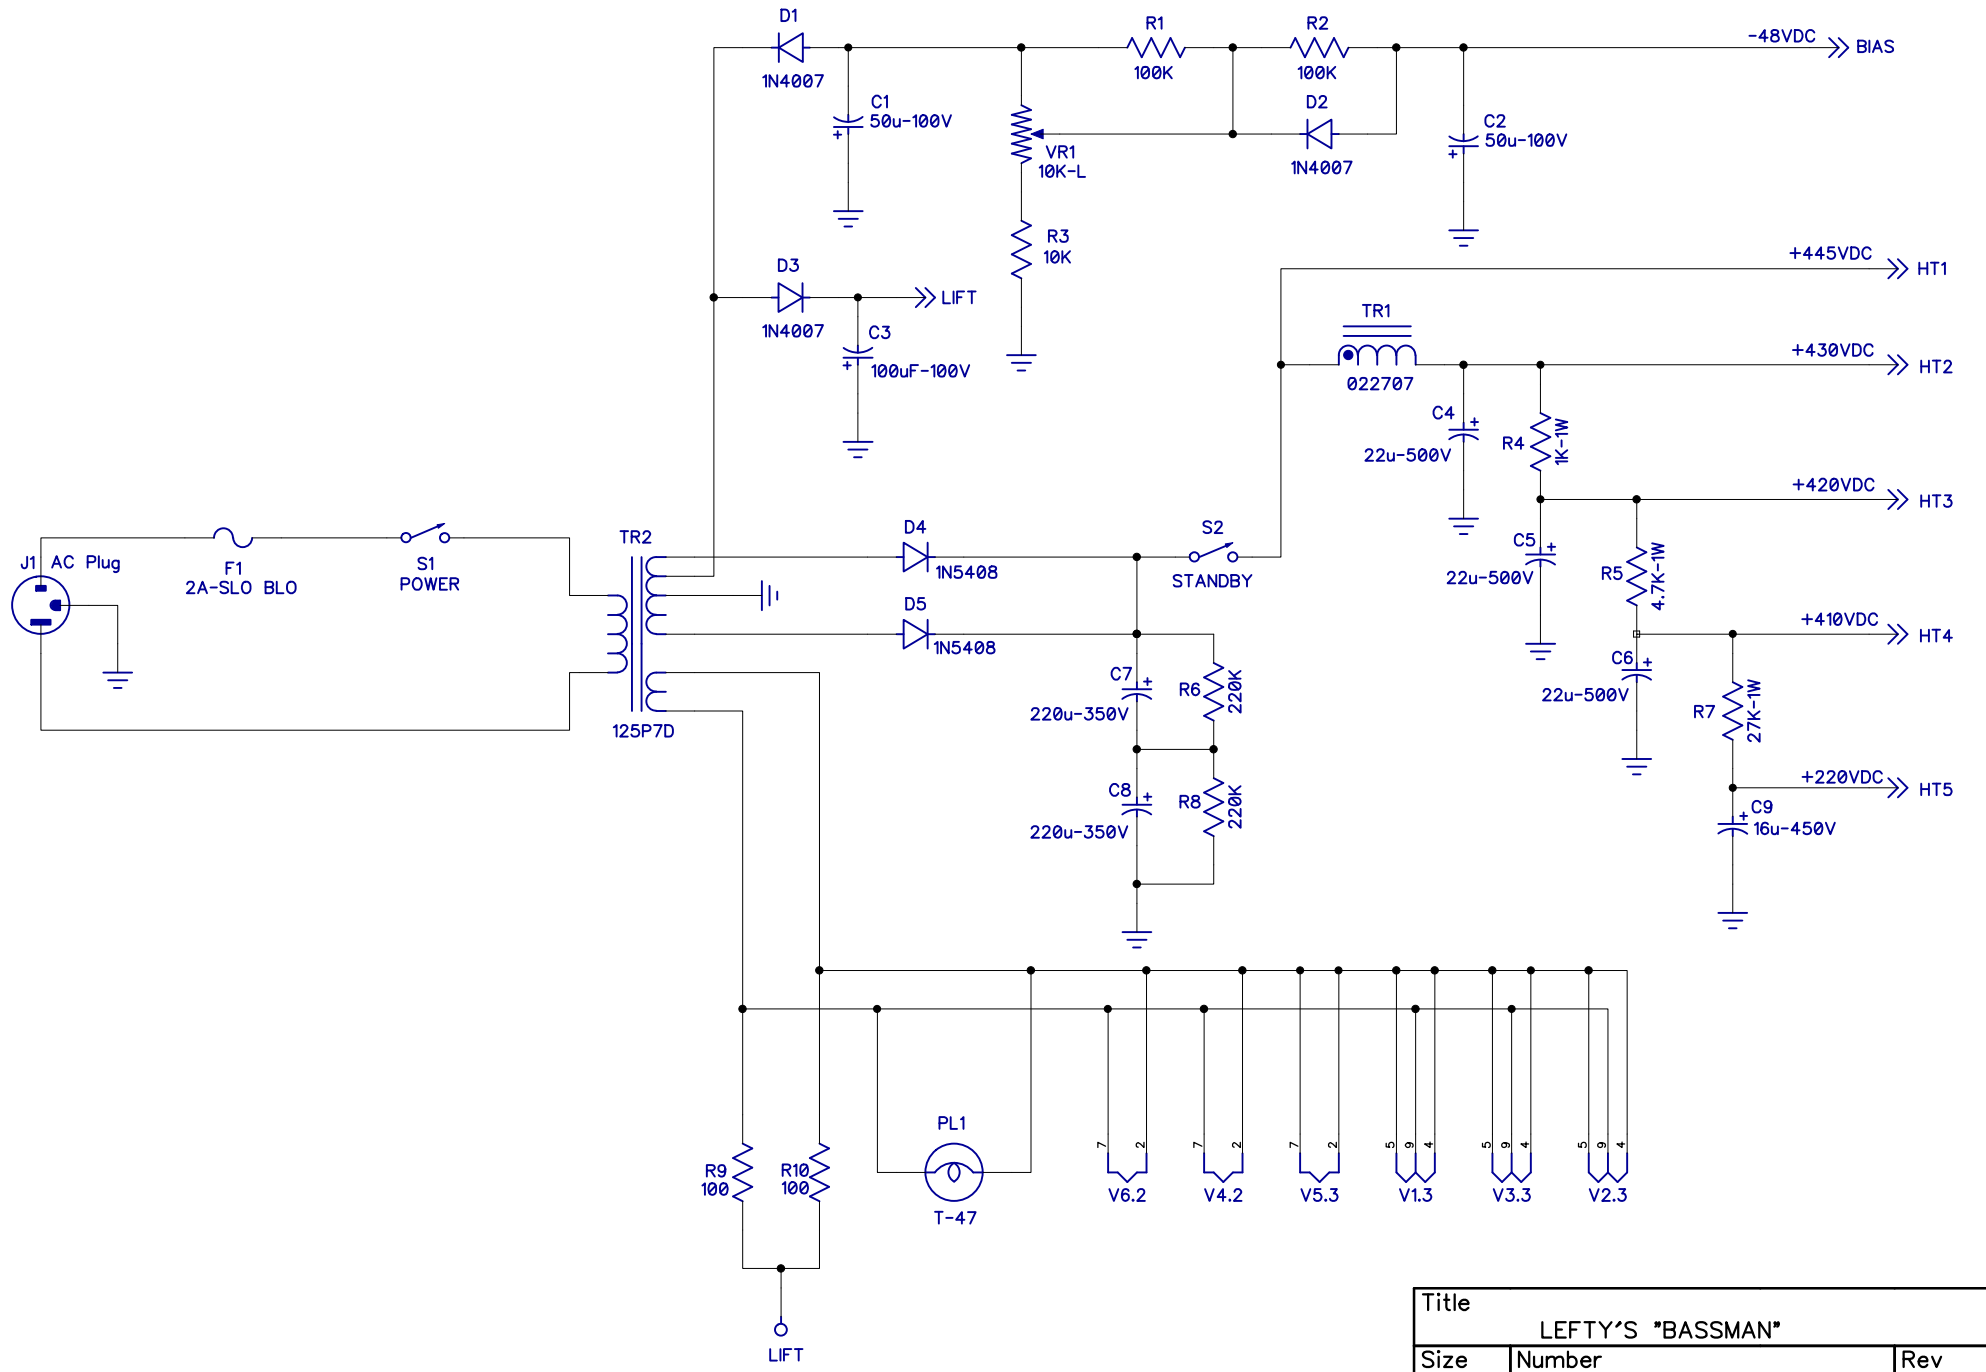 D1
1N4007
R1
100K
R2
100K
-48VDC
BIAS
C1
50u-100V
D2
1N4007
C2
50u-100V
VR1
10K-L
R3
10K
D3
1N4007
LIFT
C3
100uF-100V
+445VDC
HT1
TR1
022707
+430VDC
HT2
C4
22u-500V
R4
1K-1W
+420VDC
HT3
C5
22u-500V
R5
4.7K-1W
+410VDC
HT4
C6
22u-500V
R7
27K-1W
+220VDC
HT5
C9
16u-450V
J1 AC Plug
F1
2A-SLO BLO
S1
POWER
TR2
125P7D
D4
1N5408
D5
1N5408
S2
STANDBY
C7
220u-350V
R6
220K
C8
220u-350V
R8
220K
R9
100
R10
100
PL1
T-47
7 2
V6.2
7 2
V4.2
7 2
V5.3
5 9 4
V1.3
5 9 4
V3.3
5 9 4
V2.3
LIFT
Title
LEFTY'S "BASSMAN"
Size Number Rev
+
+
+
+
+
+
+
+
+